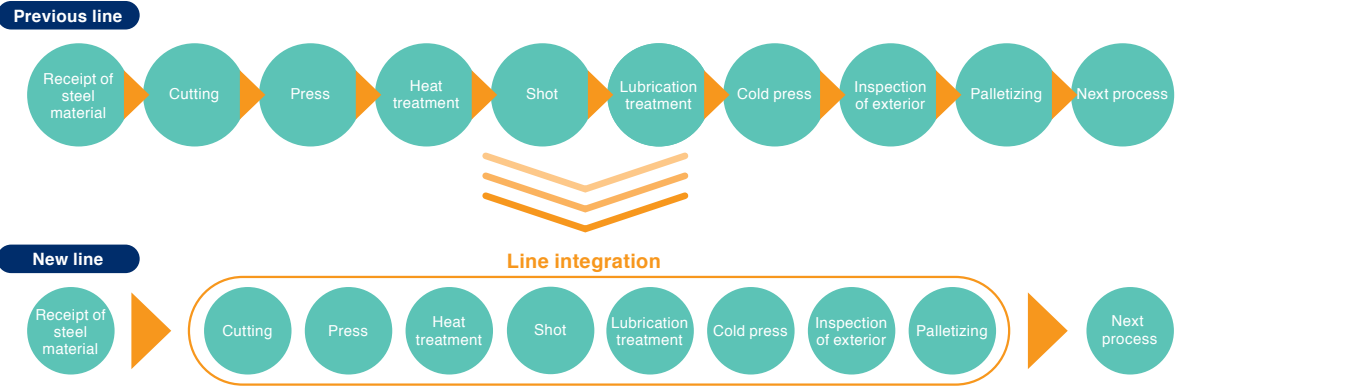 Previous line
Receipt of
steel
material
Cutting
Press
Heat
treatment
Shot
Lubrication
treatment
Cold press
Inspection
of exterior
Palletizing
Next process
New line
Line integration
Receipt of
steel
material
Cutting
Press
Heat
treatment
Shot
Lubrication
treatment
Cold press
Inspection
of exterior
Palletizing
Next
process